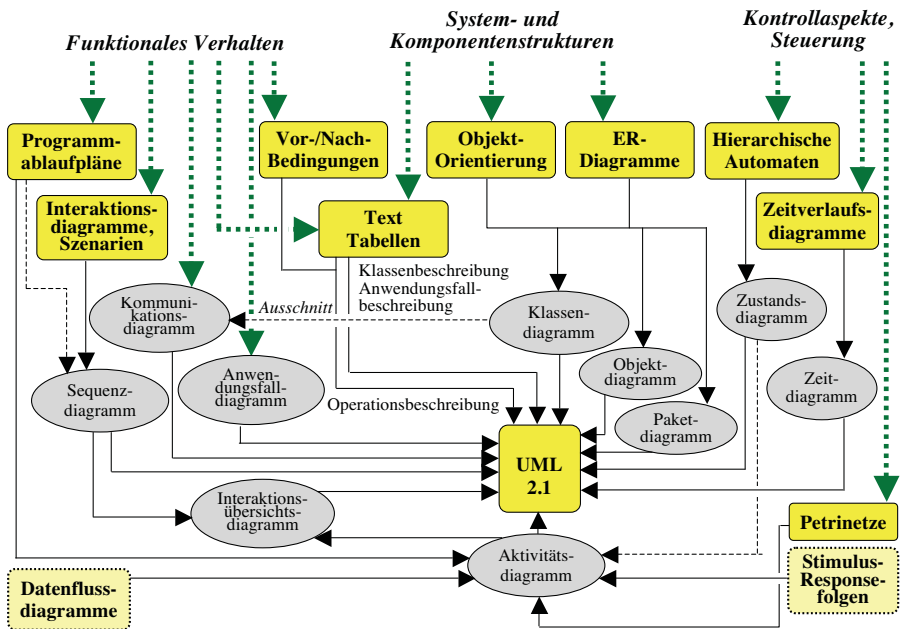 Funktionales Verhalten
System- und
Komponentenstrukturen
Kontrollaspekte,
Steuerung
Programm-
ablaufpläne
Vor-/Nach-
Bedingungen
Objekt-
Orientierung
ER-
Diagramme
Hierarchische
Automaten
Interaktions-
diagramme,
Szenarien
Text
Tabellen
Zeitverlaufs-
diagramme
Klassenbeschreibung
Anwendungsfall-
beschreibung
Kommuni-
kations-
diagramm
Ausschnitt
Klassen-
diagramm
Zustands-
diagramm
Sequenz-
diagramm
Anwen-
dungsfall-
diagramm
Objekt-
diagramm
Zeit-
diagramm
Operationsbeschreibung
Paket-
diagramm
UML
2.1
Interaktions-
übersichts-
diagramm
Petrinetze
Aktivitäts-
diagramm
Datenfluss-
diagramme
Stimulus-
Response-
folgen